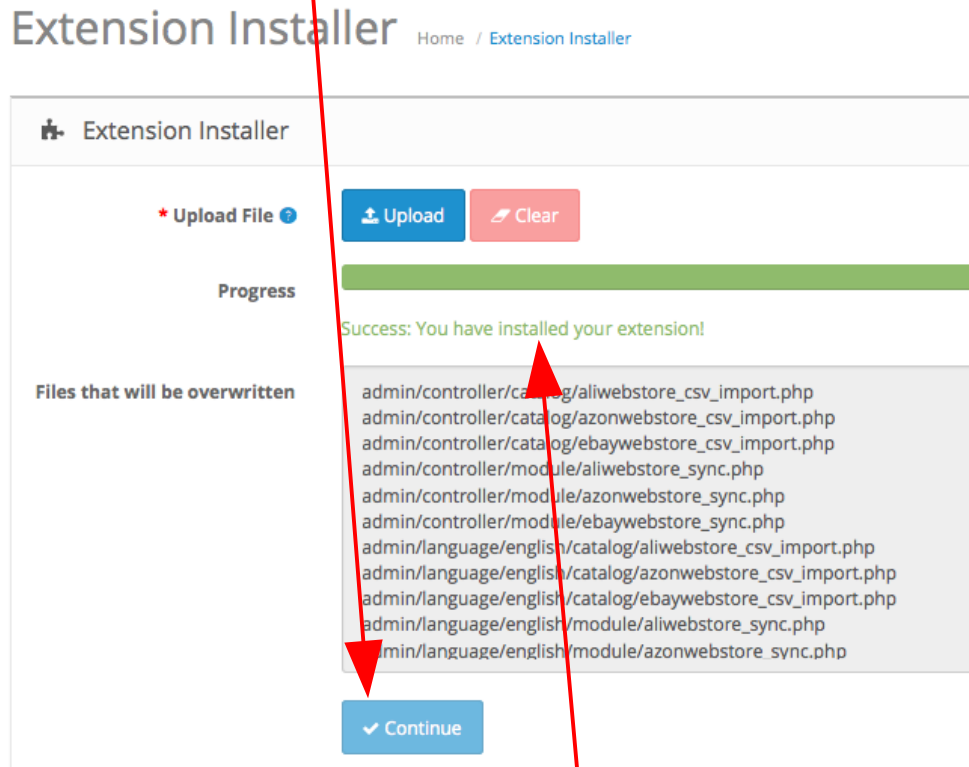 Extension Installer Home / Extension Installer
Extension Installer
* Upload File ? Upload Clear
Progress
Success: You have installed your extension!
Files that will be overwritten
admin/controller/catalog/aliwebstore_csv_import.php
admin/controller/catalog/azonwebstore_csv_import.php
admin/controller/catalog/ebaywebstore_csv_import.php
admin/controller/module/aliwebstore_sync.php
admin/controller/module/azonwebstore_sync.php
admin/controller/module/ebaywebstore_sync.php
admin/language/english/catalog/aliwebstore_csv_import.php
admin/language/english/catalog/azonwebstore_csv_import.php
admin/language/english/catalog/ebaywebstore_csv_import.php
admin/language/english/module/aliwebstore_sync.php
admin/language/english/module/azonwebstore_sync.php
Continue